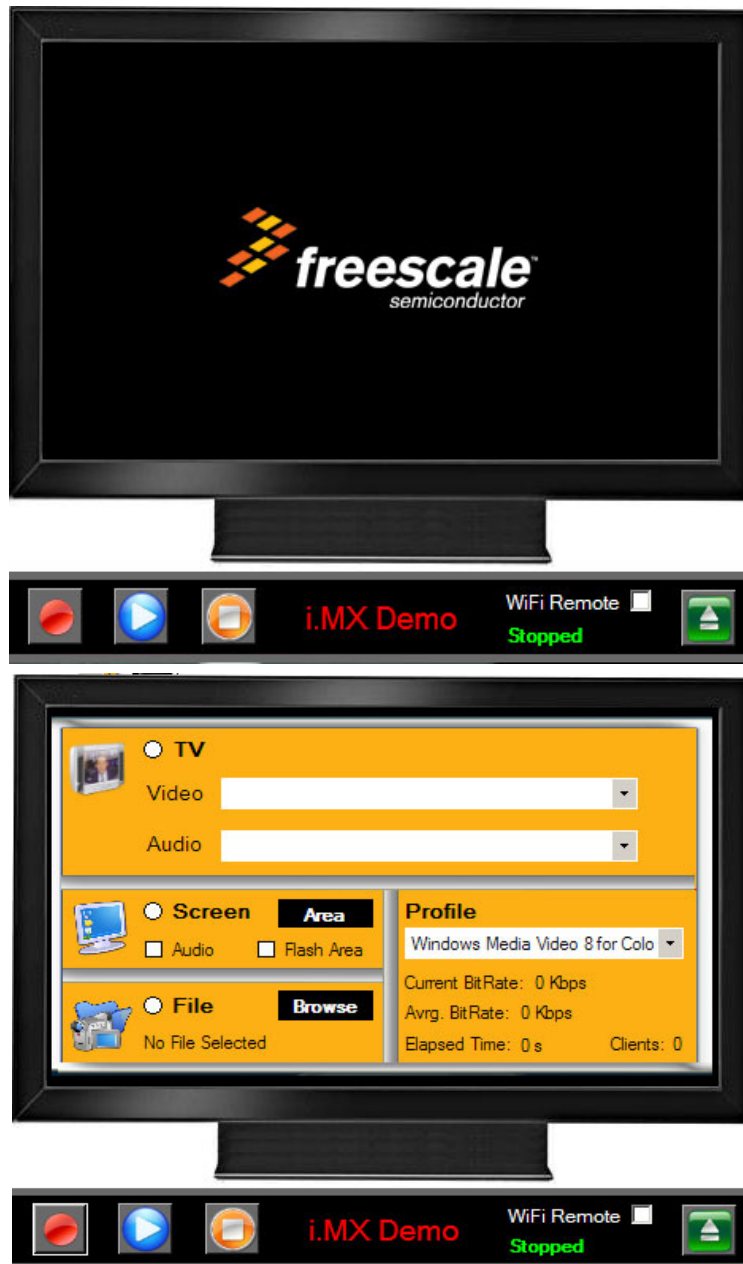 freescale™
semiconductor
i.MX Demo
WiFi Remote
Stopped
TV
Video
Audio
Screen Area
Audio Flash Area
File Browse
No File Selected
Profile
Windows Media Video 8 for Colo
Current BitRate: 0 Kbps
Avrg. BitRate: 0 Kbps
Elapsed Time: 0 s Clients: 0
i.MX Demo
WiFi Remote
Stopped